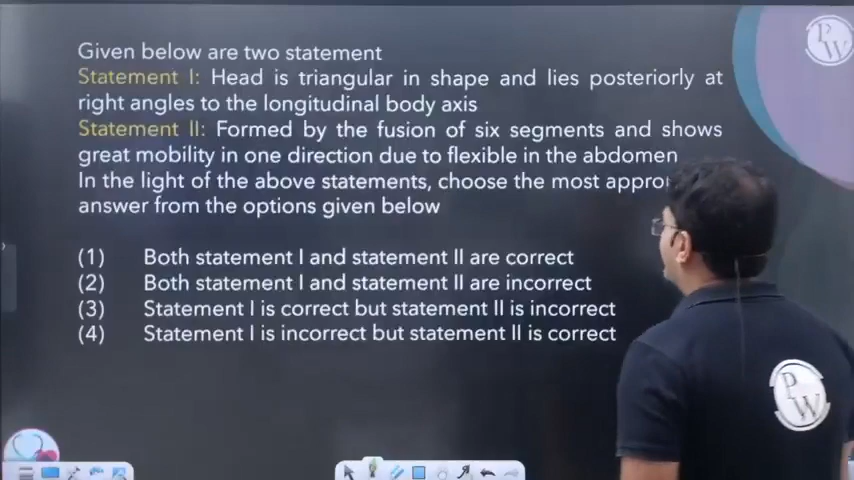 Given below are two statement
Statement I: Head is triangular in shape and lies posteriorly at
right angles to the longitudinal body axis
Statement II: Formed by the fusion of six segments and shows
great mobility in one direction due to flexible in the abdomen
In the light of the above statements, choose the most
answer from the options given below
(1) Both statement I and statement II are correct
(2) Both statement I and statement II are incorrect
(3) Statement I is correct but statement II is incorrect
(4) Statement I is incorrect but statement II is correct
PW
PW